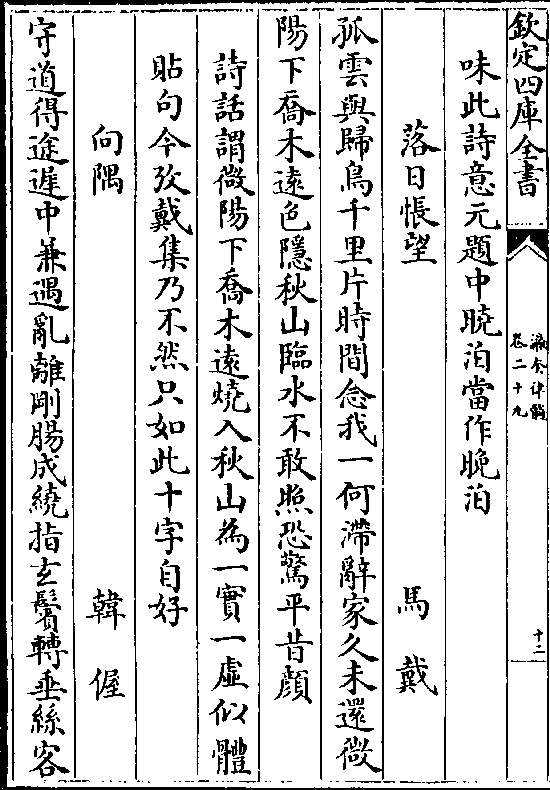 欽定四庫全書
瀛奎律髓
卷二十九
十二
味此詩意元題中曉泊當作晚泊
落日悵望 馬戴
孤雲與歸鳥千里片時間念我一何滯辭家久未還微
陽下喬木遠色隱秋山臨水不敢照恐驚平昔顔
詩話謂微陽下喬木遠燒入秋山為一實一虛似體
貼句今攷戴集乃不然只如此十字自好
向隅 韓偓
守道得途遲中兼遇亂離剛腸成繞指玄鬢轉垂絲客